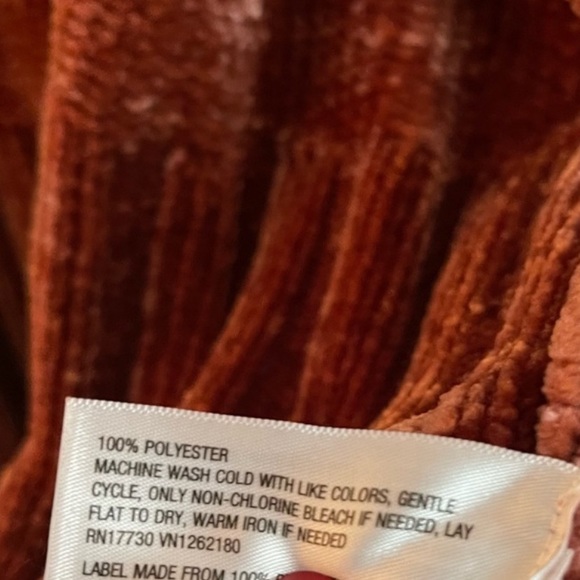 100% POLYESTER
MACHINE WASH COLD WITH LIKE COLORS, GENTLE
CYCLE, ONLY NON-CHLORINE BLEACH IF NEEDED, LAY
FLAT TO DRY, WARM IRON IF NEEDED
RN17730 VN1262180
LABEL MADE FROM 100%